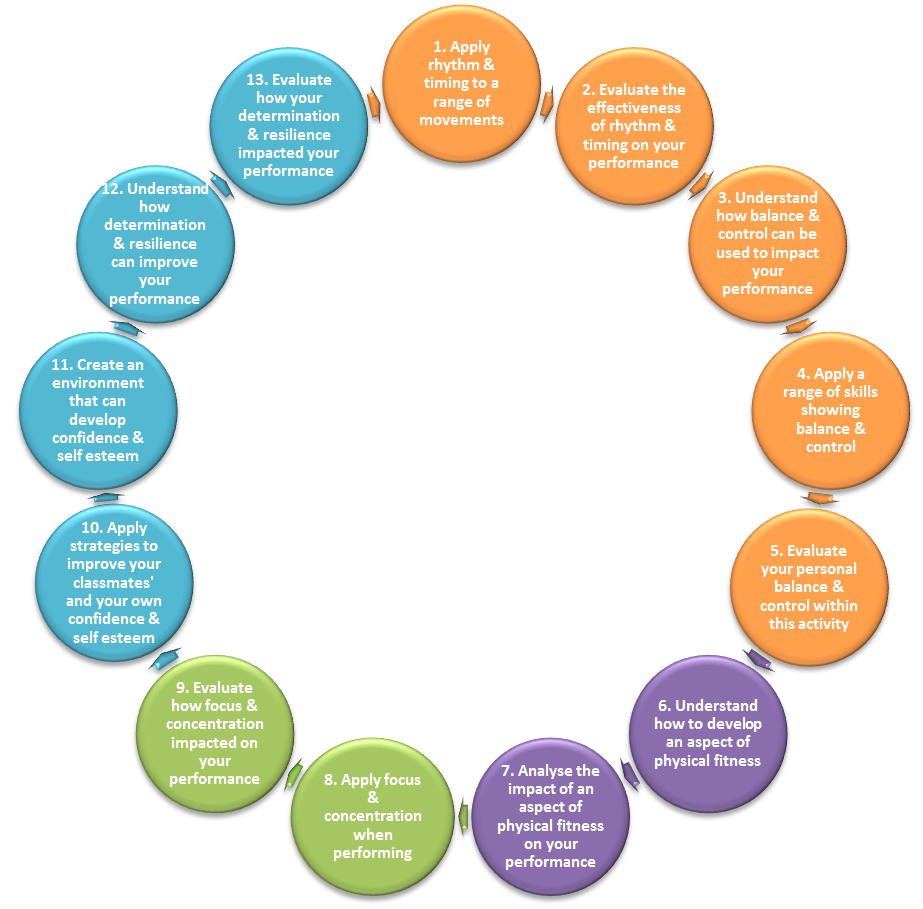 1. Apply
rhythm &
timing to a
range of
movements
2. Evaluate the
effectiveness
of rhythm &
timing on your
performance
3. Understand
how balance &
control can be
used to impact
your
performance
4. Apply a
range of skills
showing
balance &
control
5. Evaluate
your personal
balance &
control within
this activity
6. Understand
how to develop
an aspect of
physical fitness
7. Analyse the
impact of an
aspect of
physical fitness
on your
performance
8. Apply focus
&
concentration
when
performing
9. Evaluate
how focus &
concentration
impacted on
your
performance
10. Apply
strategies to
improve your
classmates'
and your own
confidence &
self esteem
11. Create an
environment
that can
develop
confidence &
self esteem
12. Understand
how
determination
& resilience
can improve
your
performance
13. Evaluate
how your
determination
& resilience
impacted your
performance